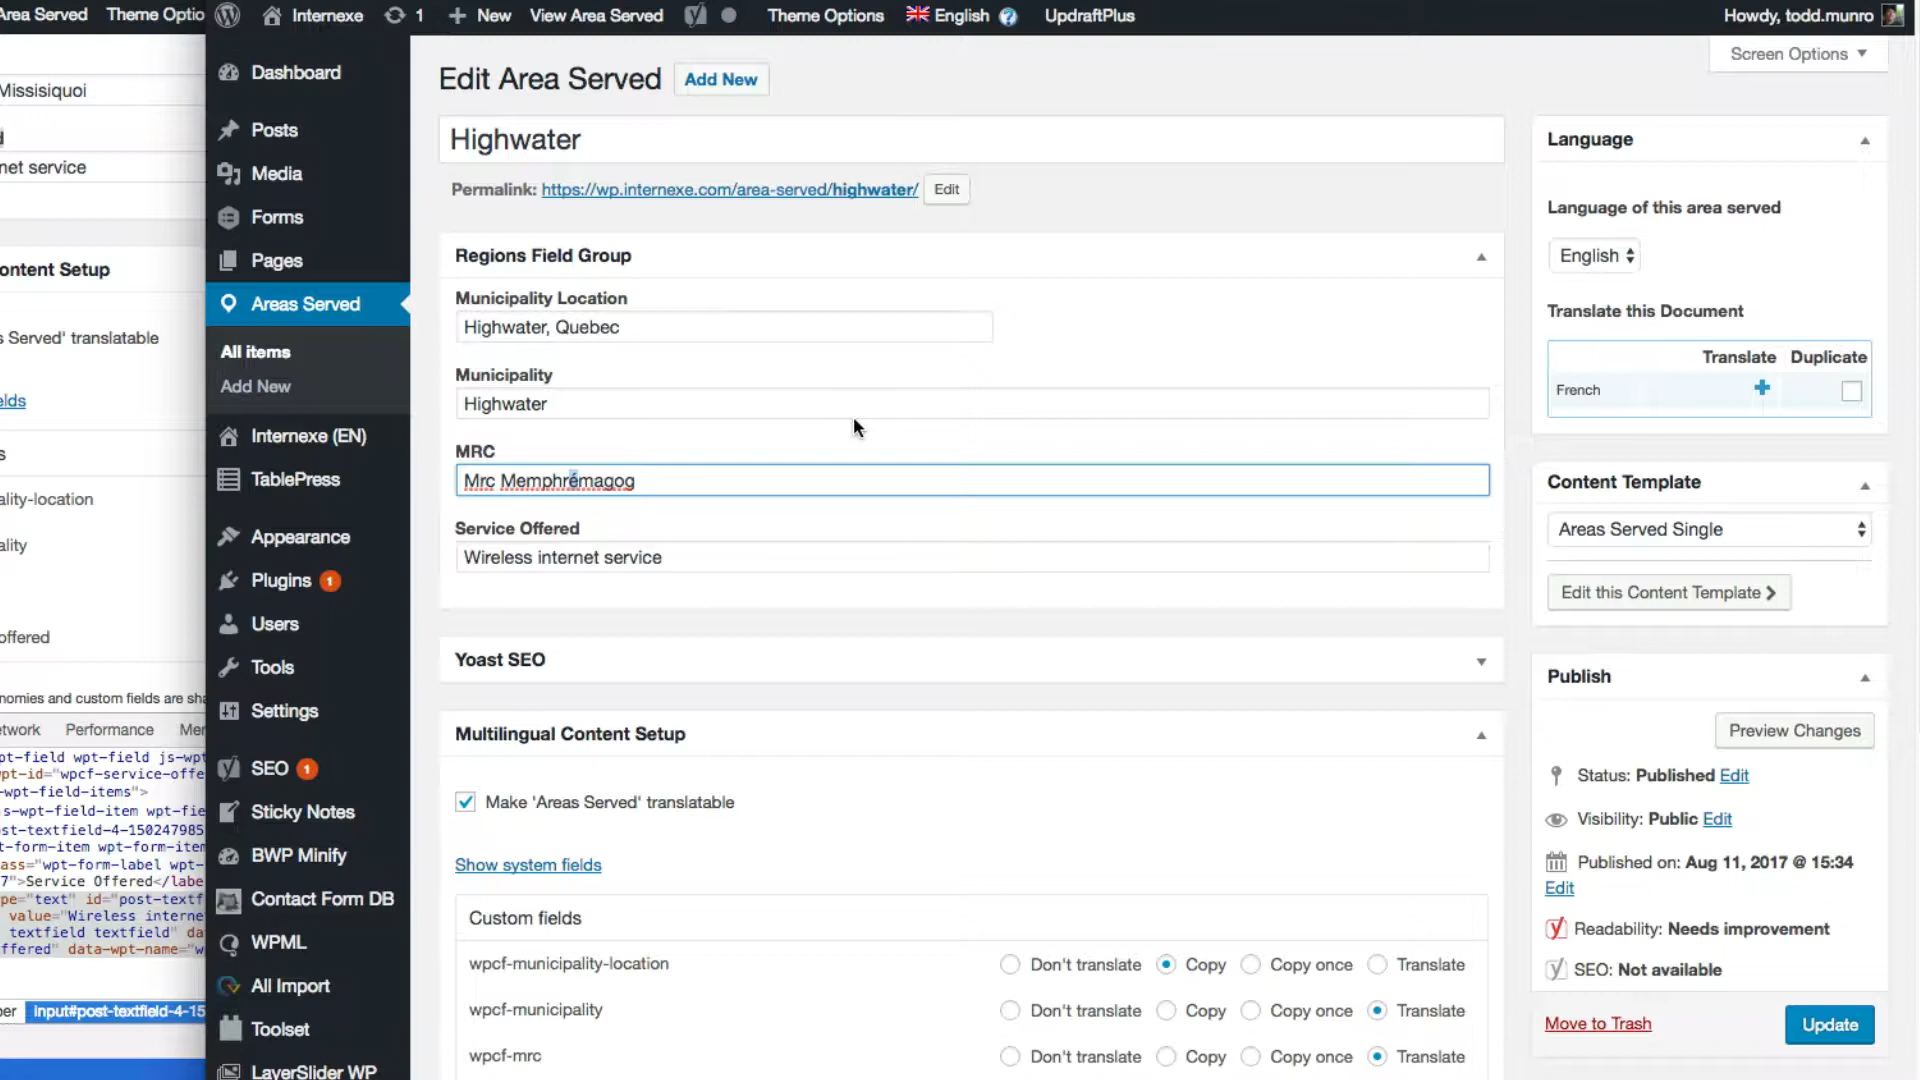 Area Served
Theme Optio
Internexe
1
New
View Area Served
Theme Options
English
UpdraftPlus
Howdy, todd.munro
Screen Options
Missisiquoi
net service
ontent Setup
s Served' translatable
elds
s
ality-location
ality
offered
nomies and custom fields are sha
etwork Performance Mer
pt-field wpt-field js-wpt
wpt-id="wpcf-service-offe
-wpt-field-items">
s-wpt-field-item wpt-fie
ost-textfield-4-150247985
t-form-item wpt-form-ite
ass="wpt-form-label wpt-
7">Service Offered</labe
pe="text" id="post-textf
value="Wireless interne
textfield textfield" da
ffered" data-wpt-name="w
per input#post-textfield-4-15
Dashboard
Posts
Media
Forms
Pages
Areas Served
All items
Add New
Internexe (EN)
TablePress
Appearance
Plugins 1
Users
Tools
Settings
SEO 1
Sticky Notes
BWP Minify
Contact Form DB
WPML
All Import
Toolset
LayerSlider WP
Edit Area Served
Add New
Highwater
Permalink: https://wp.internexe.com/area-served/highwater/ Edit
Regions Field Group
Municipality Location
Highwater, Quebec
Municipality
Highwater
MRC
Mrc Memphrémagog
Service Offered
Wireless internet service
Yoast SEO
Multilingual Content Setup
Make 'Areas Served' translatable
Show system fields
Custom fields
wpcf-municipality-location Don't translate Copy Copy once Translate
wpcf-municipality Don't translate Copy Copy once Translate
wpcf-mrc Don't translate Copy Copy once Translate
Language
Language of this area served
English
Translate this Document
Translate Duplicate
French
Content Template
Areas Served Single
Edit this Content Template
Publish
Preview Changes
Status: Published Edit
Visibility: Public Edit
Published on: Aug 11, 2017 @ 15:34
Edit
Readability: Needs improvement
SEO: Not available
Move to Trash
Update